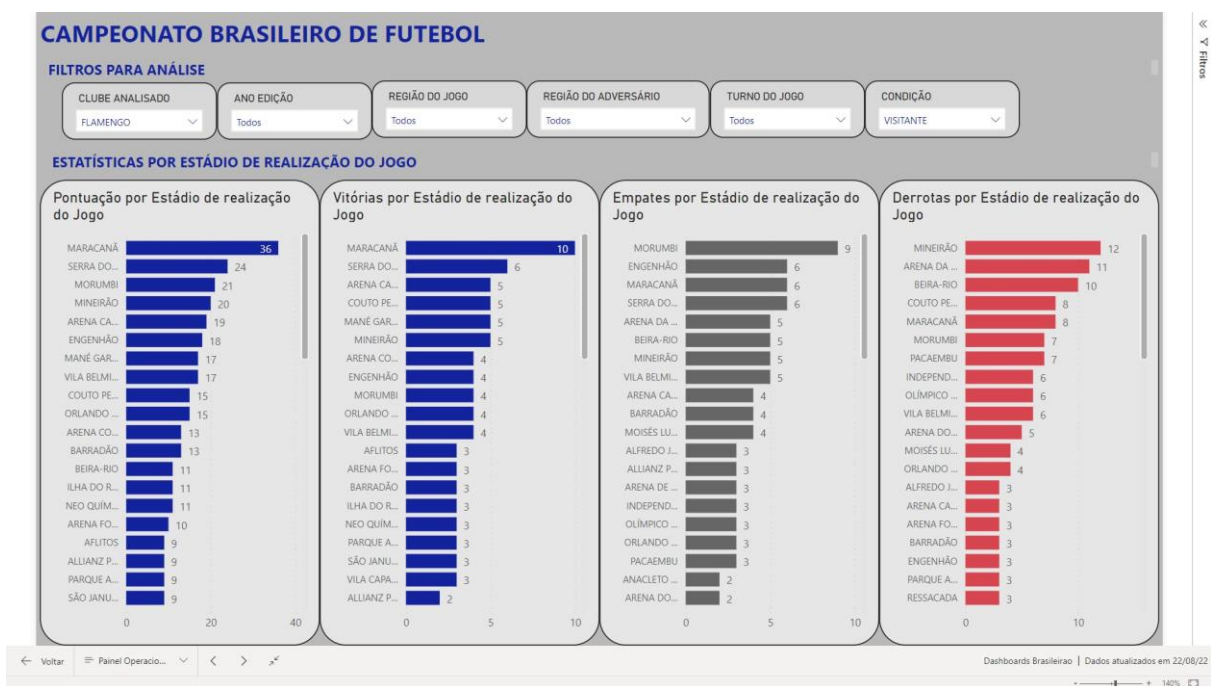 CAMPEONATO BRASILEIRO DE FUTEBOL
FILTROS PARA ANÁLISE
CLUBE ANALISADO
FLAMENGO
ANO EDIÇÃO
Todos
REGIÃO DO JOGO
Todos
REGIÃO DO ADVERSÁRIO
Todos
TURNO DO JOGO
Todos
CONDIÇÃO
VISITANTE
Filtros
ESTATÍSTICAS POR ESTÁDIO DE REALIZAÇÃO DO JOGO
Pontuação por Estádio de realização
do Jogo
MARACANÃ 36
SERRA DO... 24
MORUMBI 21
MINEIRÃO 20
ARENA CA... 19
ENGENHÃO 18
MANÉ GAR... 17
VILA BELMI... 17
COUTO PE... 15
ORLANDO ... 15
ARENA CO... 13
BARRADÃO 13
BEIRA-RIO 11
ILHA DO R... 11
NEO QUÍM... 11
ARENA FO... 10
AFLITOS 9
ALLIANZ P... 9
PARQUE A... 9
SÃO JANU... 9
0 20 40
Vitórias por Estádio de realização do
Jogo
MARACANÃ 10
SERRA DO... 6
ARENA CA... 5
COUTO PE... 5
MANÉ GAR... 5
MINEIRÃO 5
ARENA CO... 4
ENGENHÃO 4
MORUMBI 4
ORLANDO ... 4
VILA BELMI... 4
AFLITOS 3
ARENA FO... 3
BARRADÃO 3
ILHA DO R... 3
NEO QUÍM... 3
PARQUE A... 3
SÃO JANU... 3
VILA CAPA... 3
ALLIANZ P... 2
0 5 10
Empates por Estádio de realização do
Jogo
MORUMBI 9
ENGENHÃO 6
MARACANÃ 6
SERRA DO... 6
ARENA DA ... 5
BEIRA-RIO 5
MINEIRÃO 5
VILA BELMI... 5
ARENA CA... 4
BARRADÃO 4
MOISÉS LU... 4
ALFREDO J... 3
ALLIANZ P... 3
ARENA DE ... 3
INDEPEND... 3
OLÍMPICO ... 3
ORLANDO ... 3
PACAEMBU 3
ANACLETO ... 2
ARENA DO... 2
0 5 10
Derrotas por Estádio de realização do
Jogo
MINEIRÃO 12
ARENA DA ... 11
BEIRA-RIO 10
COUTO PE... 8
MARACANÃ 8
MORUMBI 7
PACAEMBU 7
INDEPEND... 6
OLÍMPICO ... 6
VILA BELMI... 6
ARENA DO... 5
MOISÉS LU... 4
ORLANDO ... 4
ALFREDO J... 3
ARENA CA... 3
ARENA FO... 3
BARRADÃO 3
ENGENHÃO 3
PARQUE A... 3
RESSACADA 3
0 10
Voltar
Painel Operacio...
Dashboards Brasileirao | Dados atualizados em 22/08/22
- + 140%